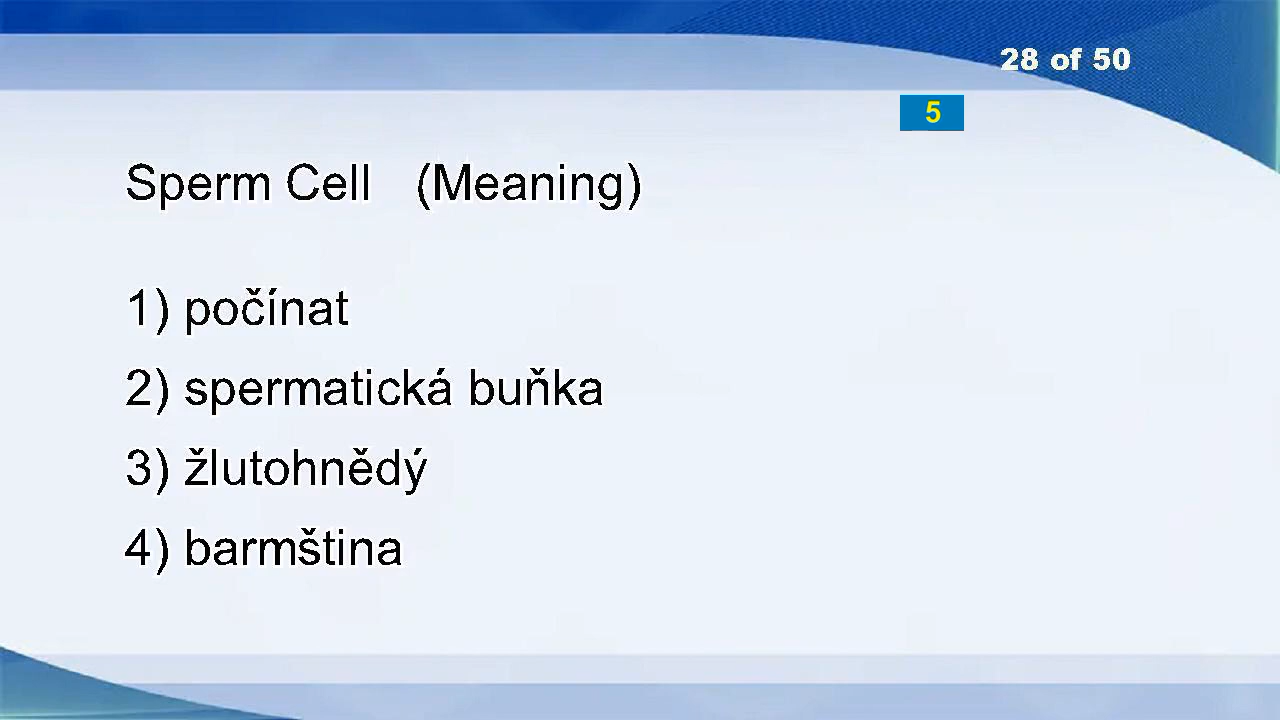 28 of 50
5
Sperm Cell (Meaning)
1) počínat
2) spermatická buňka
3) žlutohnědý
4) barmština